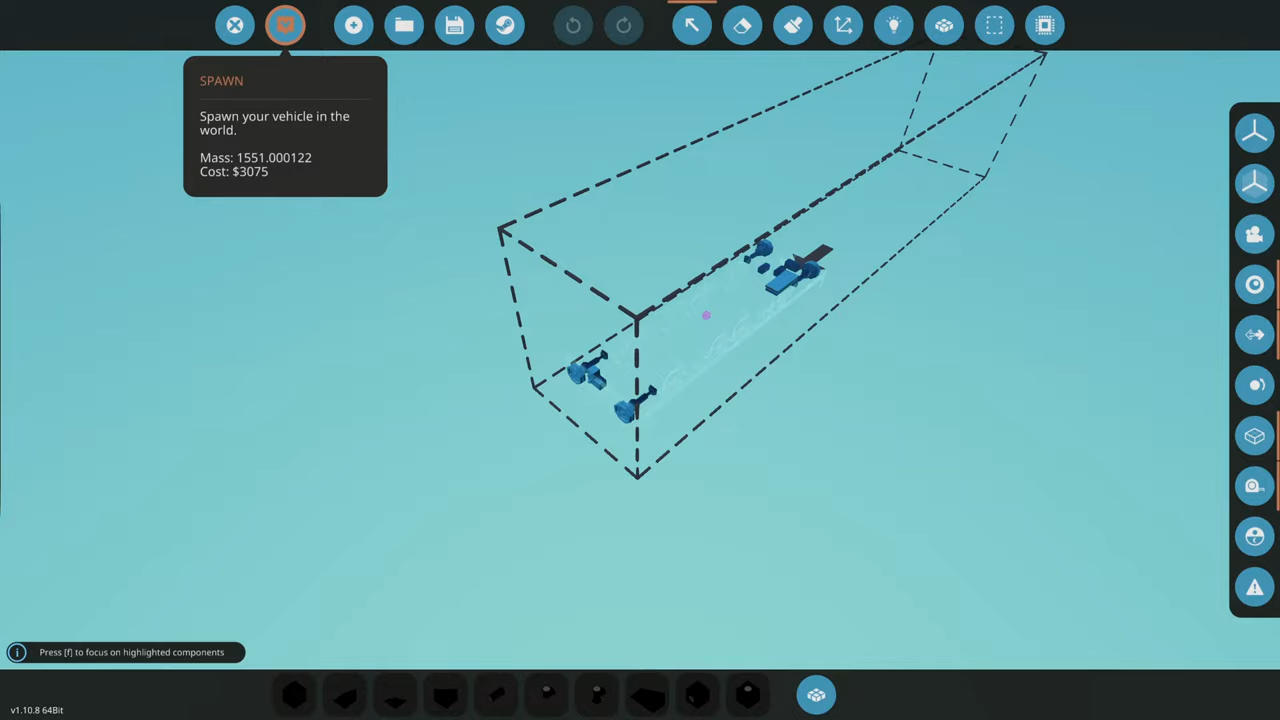 SPAWN
Spawn your vehicle in the
world.
Mass: 1551.000122
Cost: $3075
Press [f] to focus on highlighted components
v1.10.8 64Bit